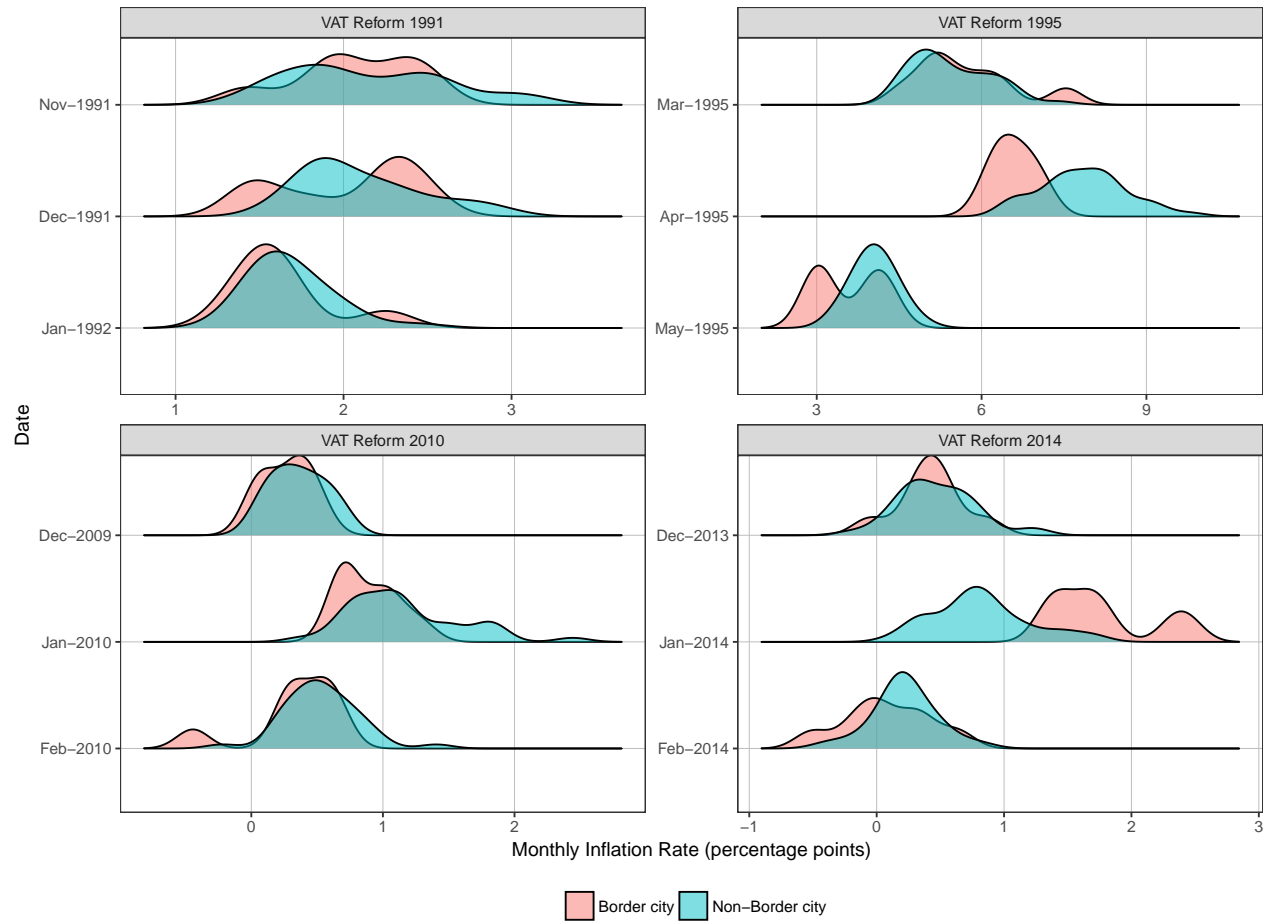 VAT Reform 1991
Nov−1991
Dec−1991
Jan−1992
1 2 3
VAT Reform 1995
Mar−1995
Apr−1995
May−1995
3 6 9
Date
VAT Reform 2010
Dec−2009
Jan−2010
Feb−2010
0 1 2
VAT Reform 2014
Dec−2013
Jan−2014
Feb−2014
−1 0 1 2 3
Monthly Inflation Rate (percentage points)
Border city Non−Border city